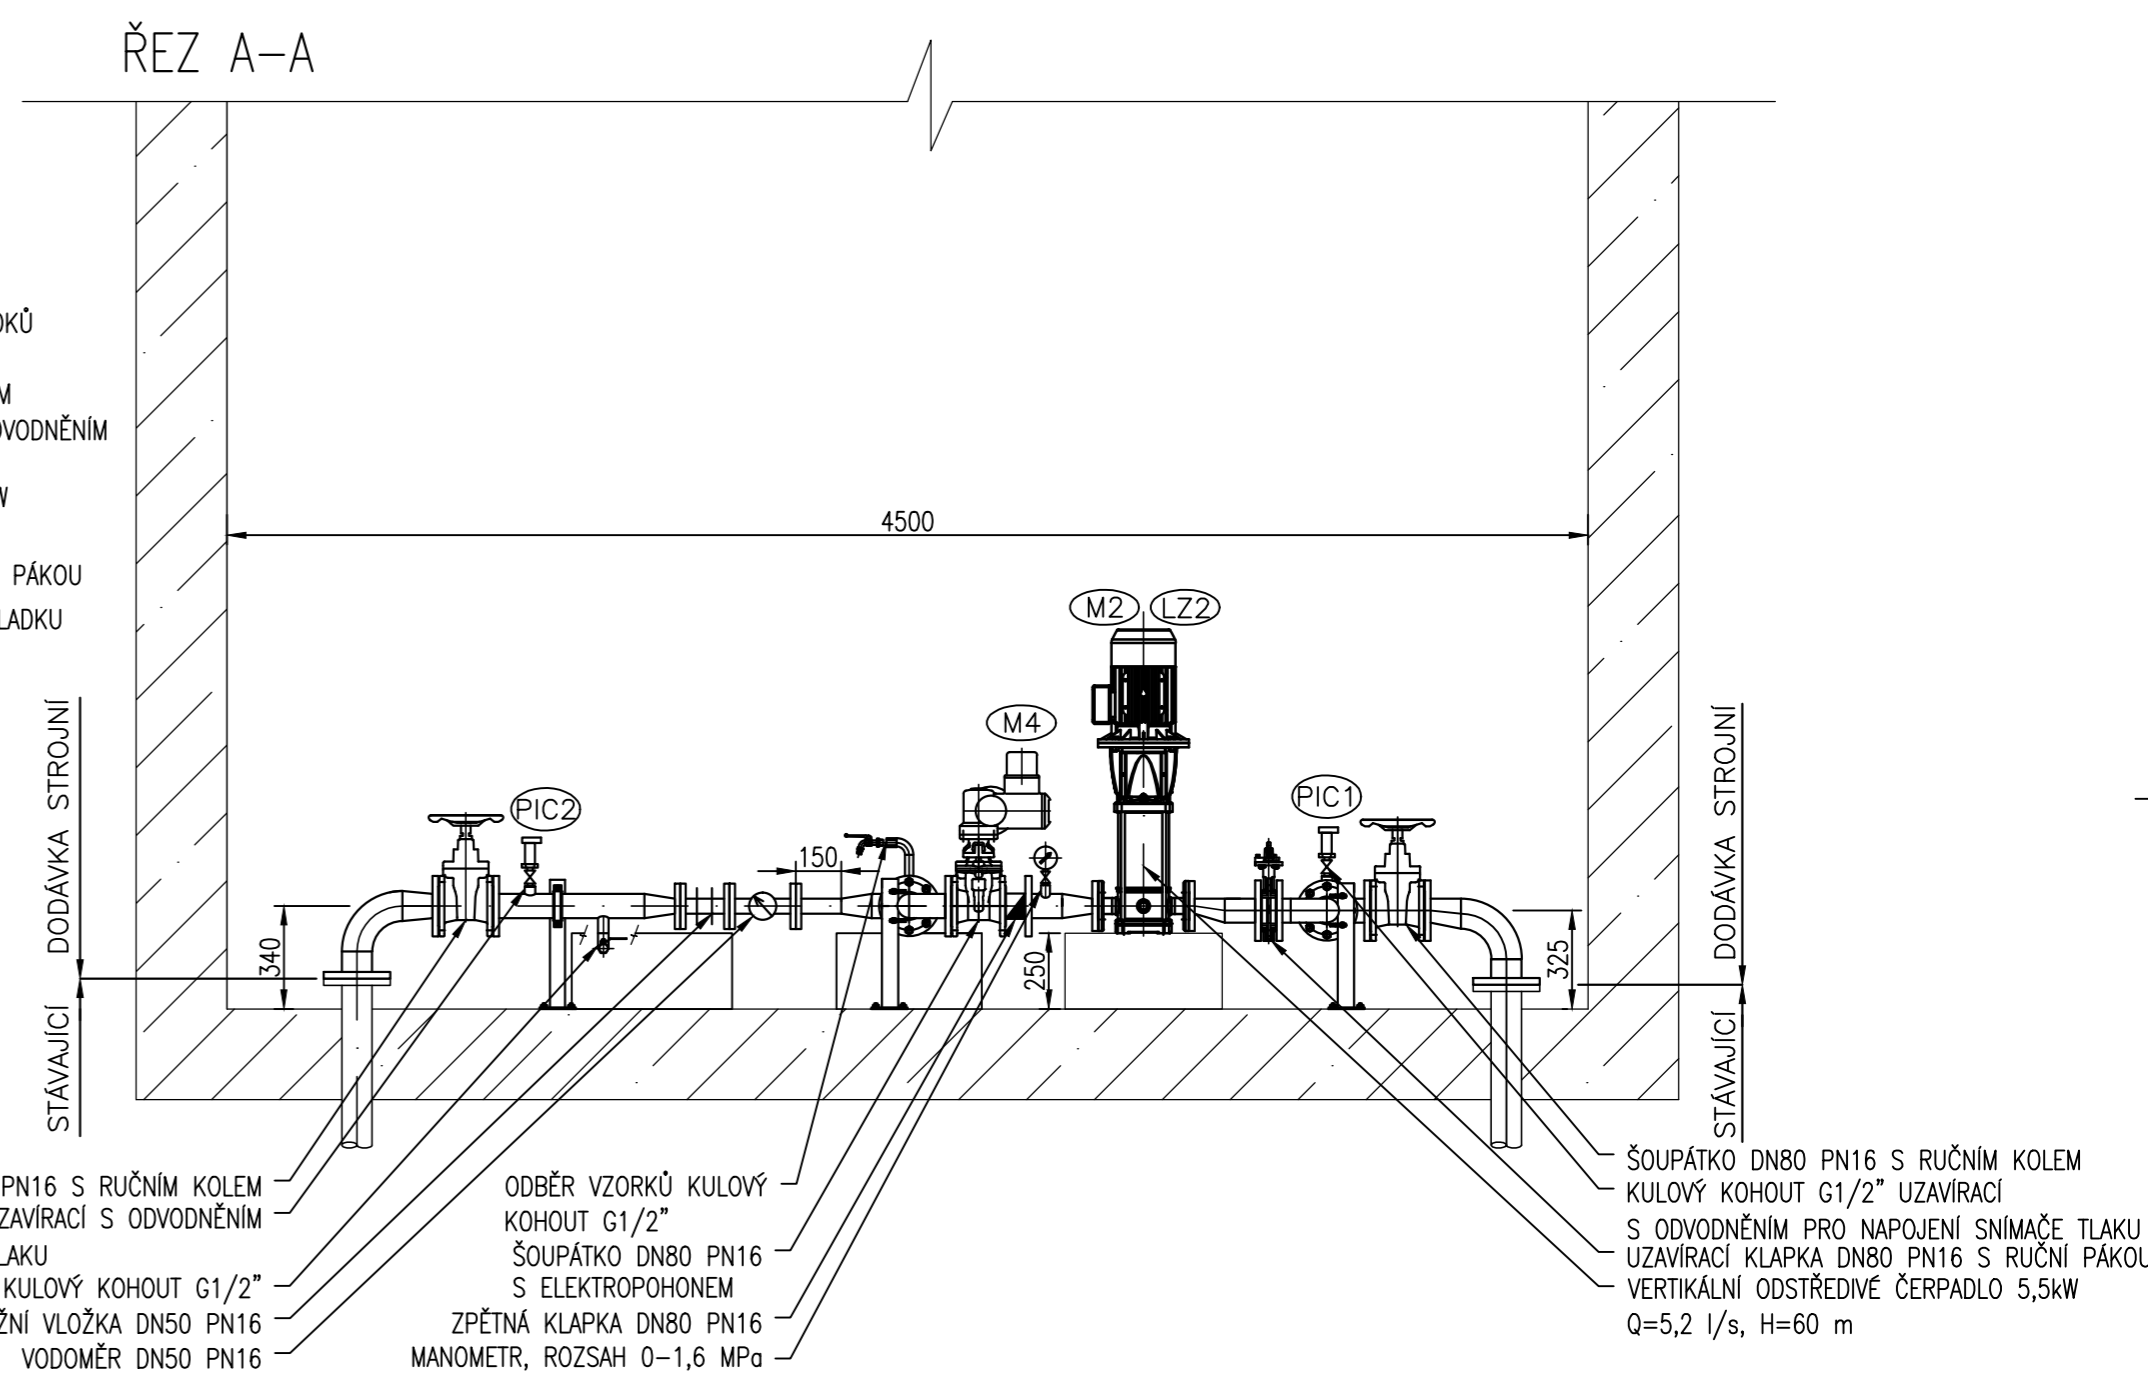 ŘEZ A–A
OKŮ
M
ODVODNĚNÍM
W
PÁKOU
LADKU
4500
M2
LZ2
M4
PIC2
PIC1
150
340
250
325
DODÁVKA STROJNÍ
STÁVAJÍCÍ
DODÁVKA STROJNÍ
STÁVAJÍCÍ
PN16 S RUČNÍM KOLEM
ZAVÍRACÍ S ODVODNĚNÍM
LAKU
KULOVÝ KOHOUT G1/2”
ŽNÍ VLOŽKA DN50 PN16
VODOMĚR DN50 PN16
ODBĚR VZORKŮ KULOVÝ
KOHOUT G1/2”
ŠOUPÁTKO DN80 PN16
S ELEKTROPOHONEM
ZPĚTNÁ KLAPKA DN80 PN16
MANOMETR, ROZSAH 0–1,6 MPa
ŠOUPÁTKO DN80 PN16 S RUČNÍM KOLEM
KULOVÝ KOHOUT G1/2” UZAVÍRACÍ
S ODVODNĚNÍM PRO NAPOJENÍ SNÍMAČE TLAKU
UZAVÍRACÍ KLAPKA DN80 PN16 S RUČNÍ PÁKOU
VERTIKÁLNÍ ODSTŘEDIVÉ ČERPADLO 5,5kW
Q=5,2 l/s, H=60 m